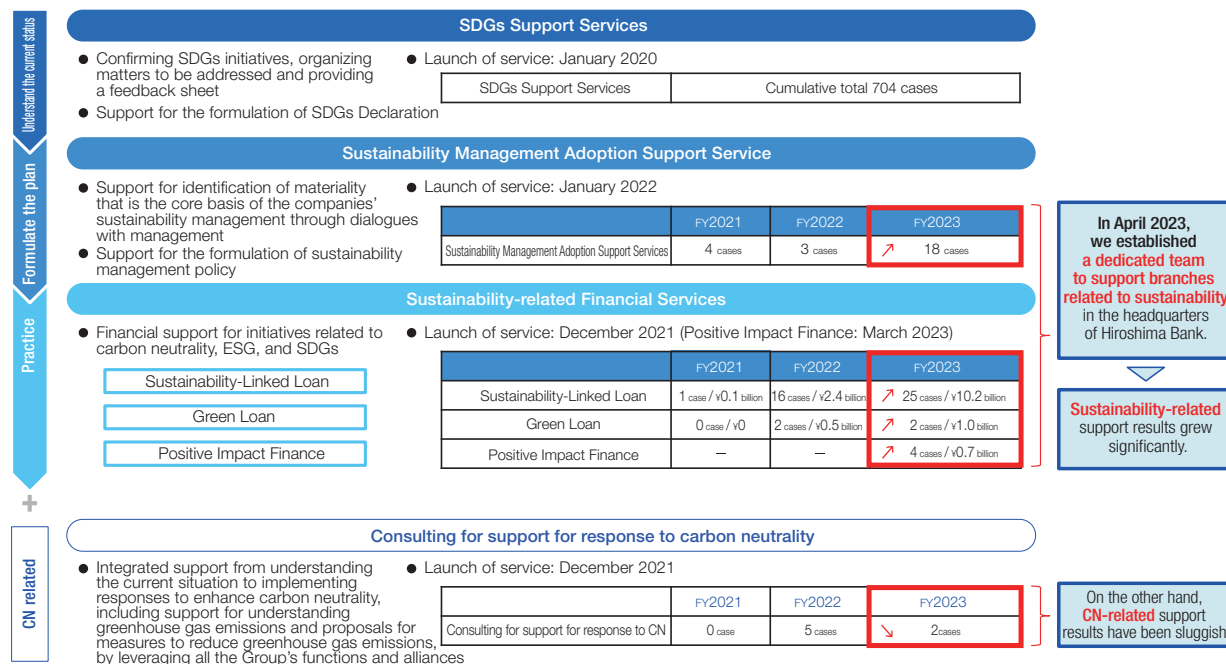 Understand the current status
Formulate the plan
Practice
+
CN related
SDGs Support Services
● Confirming SDGs initiatives, organizing
matters to be addressed and providing
a feedback sheet
● Support for the formulation of SDGs Declaration
● Launch of service: January 2020
SDGs Support Services Cumulative total 704 cases
Sustainability Management Adoption Support Service
● Support for identification of materiality
that is the core basis of the companies'
sustainability management through dialogues
with management
● Support for the formulation of sustainability
management policy
● Launch of service: January 2022
FY2021 FY2022 FY2023
Sustainability Management Adoption Support Services 4 cases 3 cases ↗ 18 cases
Sustainability-related Financial Services
● Financial support for initiatives related to
carbon neutrality, ESG, and SDGs
Sustainability-Linked Loan
Green Loan
Positive Impact Finance
● Launch of service: December 2021 (Positive Impact Finance: March 2023)
FY2021 FY2022 FY2023
Sustainability-Linked Loan 1 case / ¥0.1 billion 16 cases / ¥2.4 billion ↗ 25 cases / ¥10.2 billion
Green Loan 0 case / ¥0 2 cases / ¥0.5 billion ↗ 2 cases / ¥1.0 billion
Positive Impact Finance – – ↗ 4 cases / ¥0.7 billion
In April 2023,
we established
a dedicated team
to support branches
related to sustainability
in the headquarters
of Hiroshima Bank.
Sustainability-related
support results grew
significantly.
Consulting for support for response to carbon neutrality
● Integrated support from understanding
the current situation to implementing
responses to enhance carbon neutrality,
including support for understanding
greenhouse gas emissions and proposals for
measures to reduce greenhouse gas emissions,
by leveraging all the Group's functions and alliances
● Launch of service: December 2021
FY2021 FY2022 FY2023
Consulting for support for response to CN 0 case 5 cases ↘ 2cases
On the other hand,
CN-related support
results have been sluggish